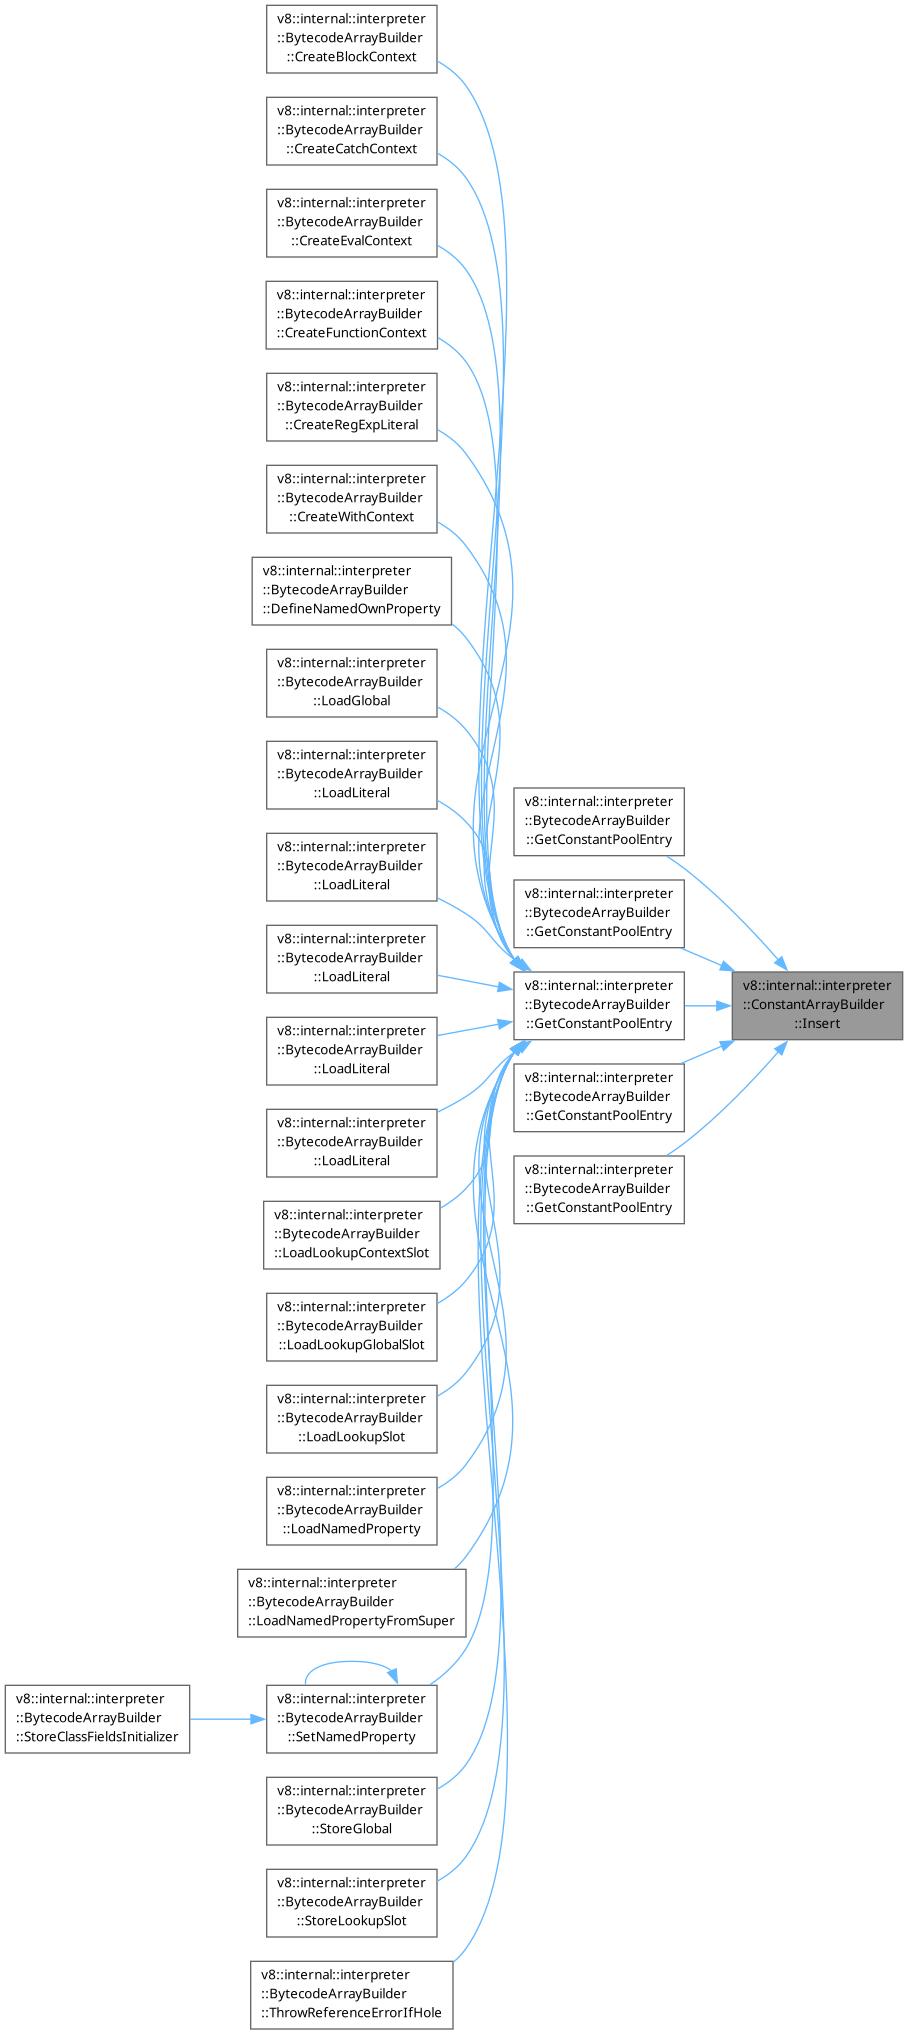 v8::internal::interpreter
::BytecodeArrayBuilder
::CreateBlockContext
v8::internal::interpreter
::BytecodeArrayBuilder
::CreateCatchContext
v8::internal::interpreter
::BytecodeArrayBuilder
::CreateEvalContext
v8::internal::interpreter
::BytecodeArrayBuilder
::CreateFunctionContext
v8::internal::interpreter
::BytecodeArrayBuilder
::CreateRegExpLiteral
v8::internal::interpreter
::BytecodeArrayBuilder
::CreateWithContext
v8::internal::interpreter
::BytecodeArrayBuilder
::DefineNamedOwnProperty
v8::internal::interpreter
::BytecodeArrayBuilder
::LoadGlobal
v8::internal::interpreter
::BytecodeArrayBuilder
::LoadLiteral
v8::internal::interpreter
::BytecodeArrayBuilder
::LoadLiteral
v8::internal::interpreter
::BytecodeArrayBuilder
::LoadLiteral
v8::internal::interpreter
::BytecodeArrayBuilder
::LoadLiteral
v8::internal::interpreter
::BytecodeArrayBuilder
::LoadLiteral
v8::internal::interpreter
::BytecodeArrayBuilder
::LoadLookupContextSlot
v8::internal::interpreter
::BytecodeArrayBuilder
::LoadLookupGlobalSlot
v8::internal::interpreter
::BytecodeArrayBuilder
::LoadLookupSlot
v8::internal::interpreter
::BytecodeArrayBuilder
::LoadNamedProperty
v8::internal::interpreter
::BytecodeArrayBuilder
::LoadNamedPropertyFromSuper
v8::internal::interpreter
::BytecodeArrayBuilder
::StoreClassFieldsInitializer
v8::internal::interpreter
::BytecodeArrayBuilder
::SetNamedProperty
v8::internal::interpreter
::BytecodeArrayBuilder
::StoreGlobal
v8::internal::interpreter
::BytecodeArrayBuilder
::StoreLookupSlot
v8::internal::interpreter
::BytecodeArrayBuilder
::ThrowReferenceErrorIfHole
v8::internal::interpreter
::BytecodeArrayBuilder
::GetConstantPoolEntry
v8::internal::interpreter
::BytecodeArrayBuilder
::GetConstantPoolEntry
v8::internal::interpreter
::BytecodeArrayBuilder
::GetConstantPoolEntry
v8::internal::interpreter
::BytecodeArrayBuilder
::GetConstantPoolEntry
v8::internal::interpreter
::BytecodeArrayBuilder
::GetConstantPoolEntry
v8::internal::interpreter
::ConstantArrayBuilder
::Insert